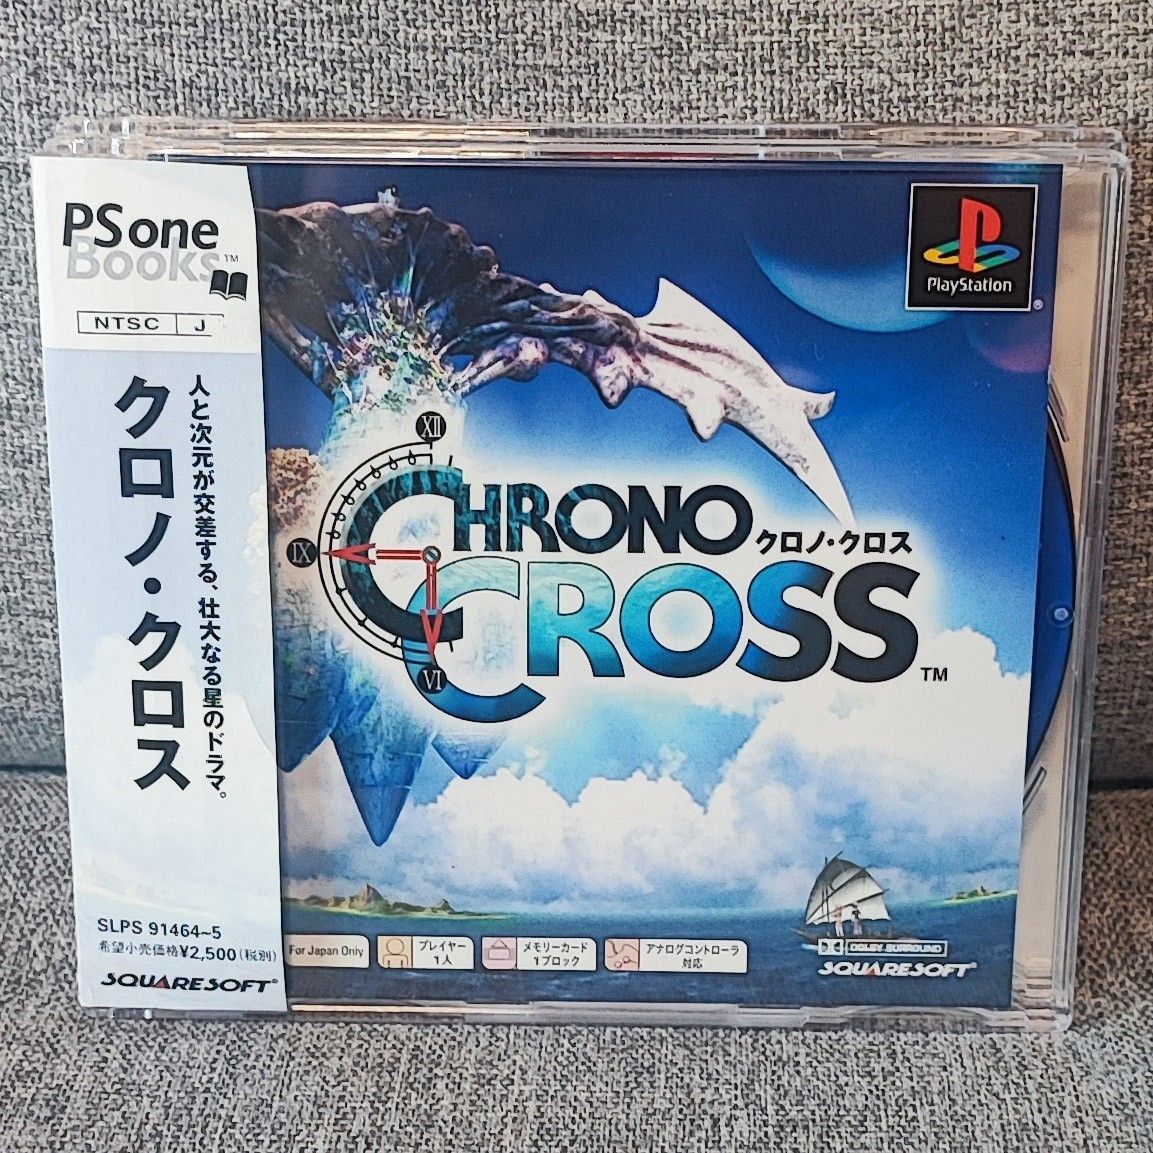 PS one
Books™
NTSC J
人と次元が交差する、壮大なる星のドラマ。
クロノ・クロス
SLPS 91464~5
希望小売価格¥2,500(税別)
SQUARESOFT®
PlayStation
®
XII
IX
VI
CHRONO
クロノ・クロス
CROSS™
For Japan Only
プレイヤー
1人
メモリーカード
1ブロック
アナログコントローラ
対応
DOLBY SURROUND
SQUARESOFT®